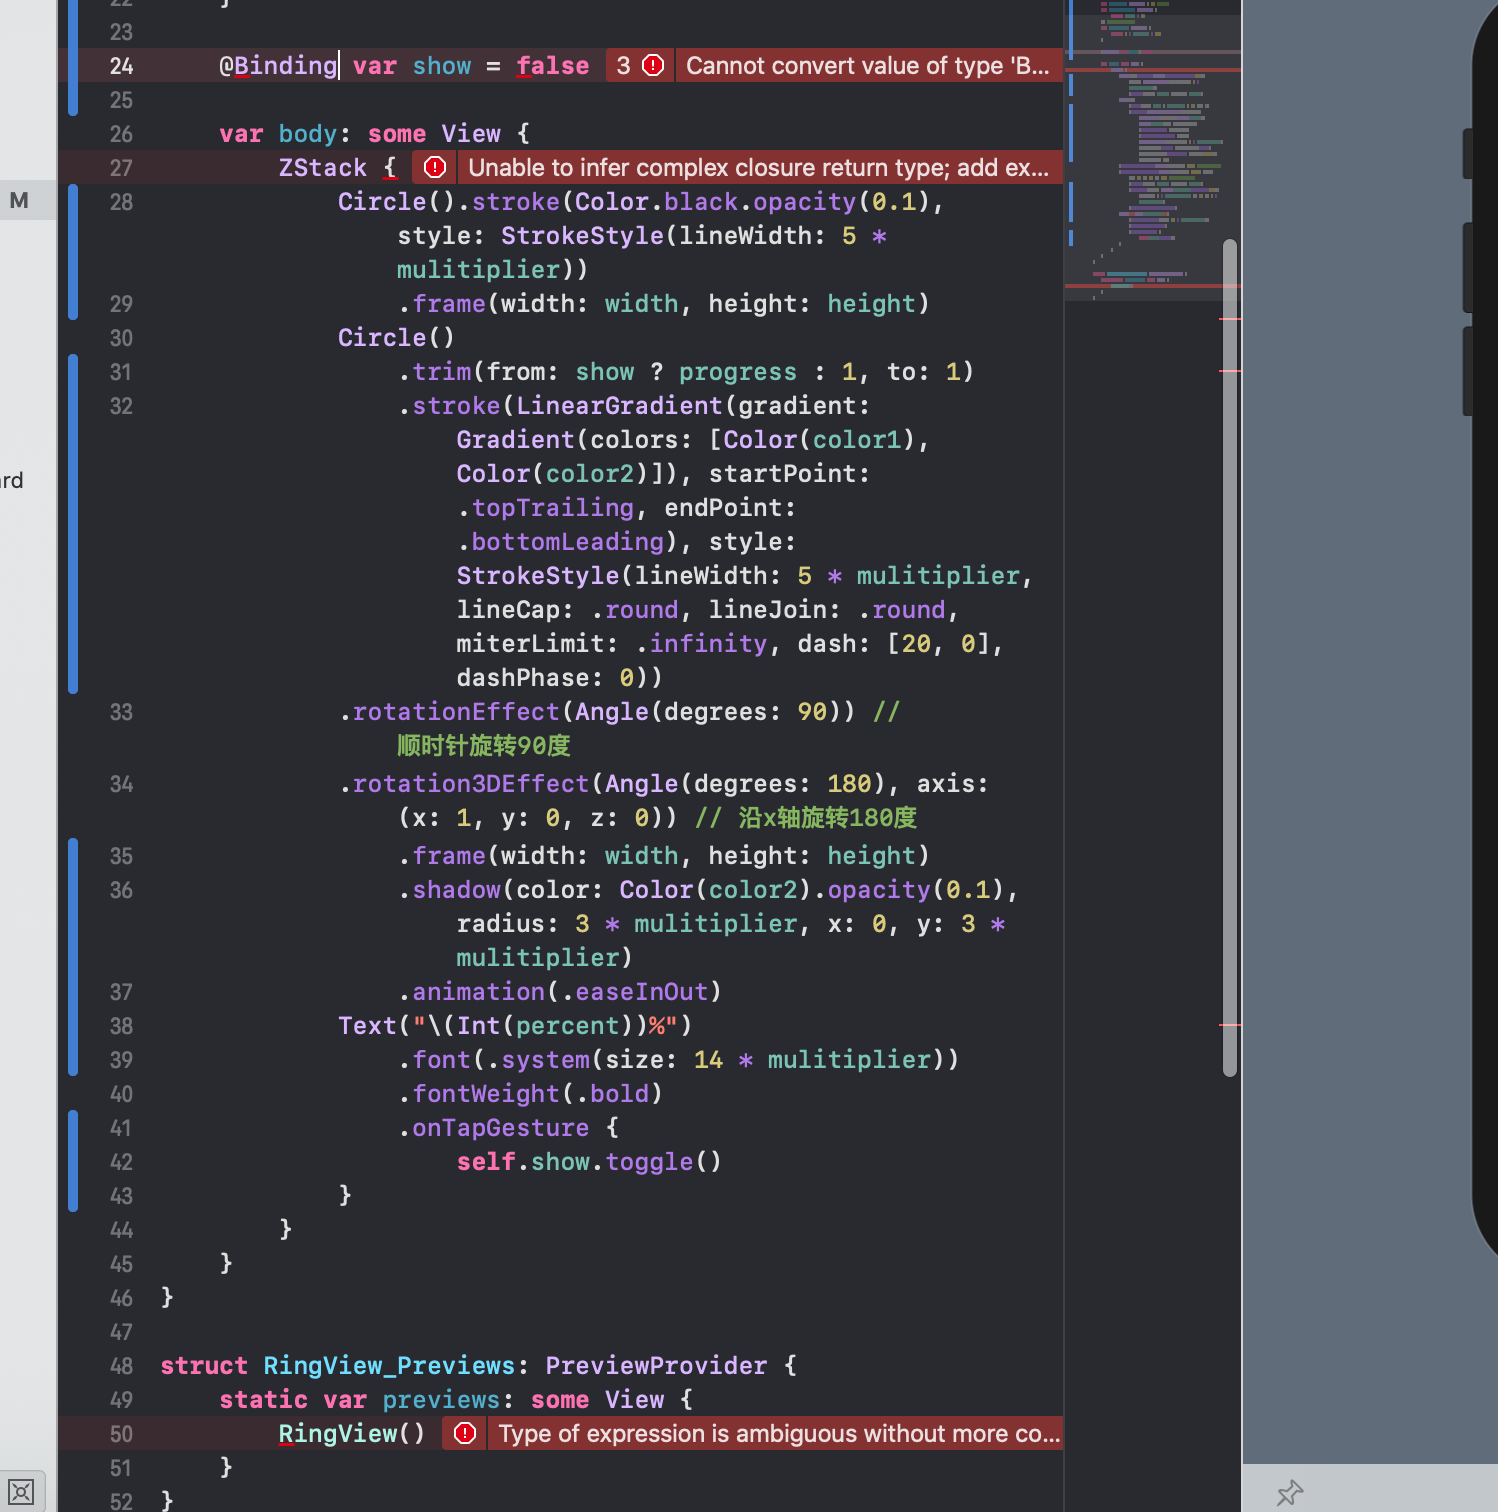 22 }
23
24 @Binding var show = false 3 Cannot convert value of type 'B...
25
26 var body: some View {
27 ZStack { Unable to infer complex closure return type; add ex...
M
28 Circle().stroke(Color.black.opacity(0.1),
style: StrokeStyle(lineWidth: 5 *
mulitiplier))
29 .frame(width: width, height: height)
30 Circle()
31 .trim(from: show ? progress : 1, to: 1)
32 .stroke(LinearGradient(gradient:
Gradient(colors: [Color(color1),
Color(color2)]), startPoint:
rd
.topTrailing, endPoint:
.bottomLeading), style:
StrokeStyle(lineWidth: 5 * mulitiplier,
lineCap: .round, lineJoin: .round,
miterLimit: .infinity, dash: [20, 0],
dashPhase: 0))
33 .rotationEffect(Angle(degrees: 90)) //
顺时针旋转90度
34 .rotation3DEffect(Angle(degrees: 180), axis:
(x: 1, y: 0, z: 0)) // 沿x轴旋转180度
35 .frame(width: width, height: height)
36 .shadow(color: Color(color2).opacity(0.1),
radius: 3 * mulitiplier, x: 0, y: 3 *
mulitiplier)
37 .animation(.easeInOut)
38 Text("\(Int(percent))%")
39 .font(.system(size: 14 * mulitiplier))
40 .fontWeight(.bold)
41 .onTapGesture {
42 self.show.toggle()
43 }
44 }
45 }
46 }
47
48 struct RingView_Previews: PreviewProvider {
49 static var previews: some View {
50 RingView() Type of expression is ambiguous without more co...
51 }
52 }